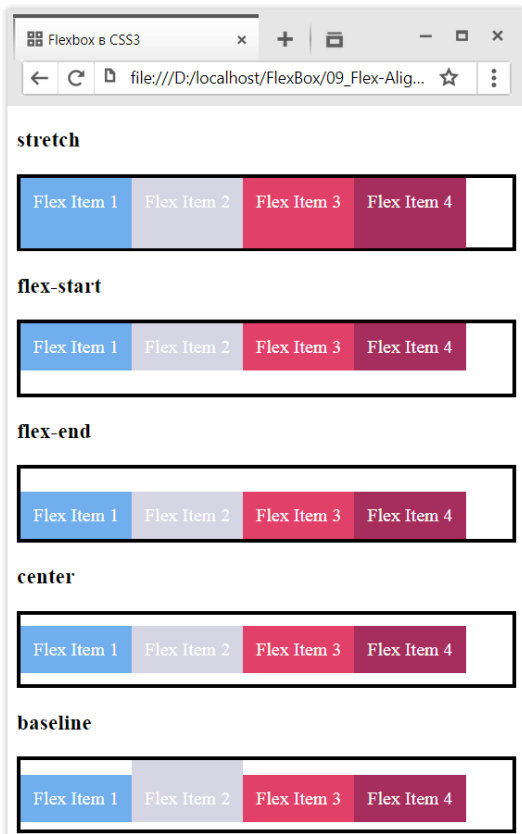 Flexbox в CSS3
file:///D:/localhost/FlexBox/09_Flex-Alig...
stretch
Flex Item 1 Flex Item 2 Flex Item 3 Flex Item 4
flex-start
Flex Item 1 Flex Item 2 Flex Item 3 Flex Item 4
flex-end
Flex Item 1 Flex Item 2 Flex Item 3 Flex Item 4
center
Flex Item 1 Flex Item 2 Flex Item 3 Flex Item 4
baseline
Flex Item 1 Flex Item 2 Flex Item 3 Flex Item 4